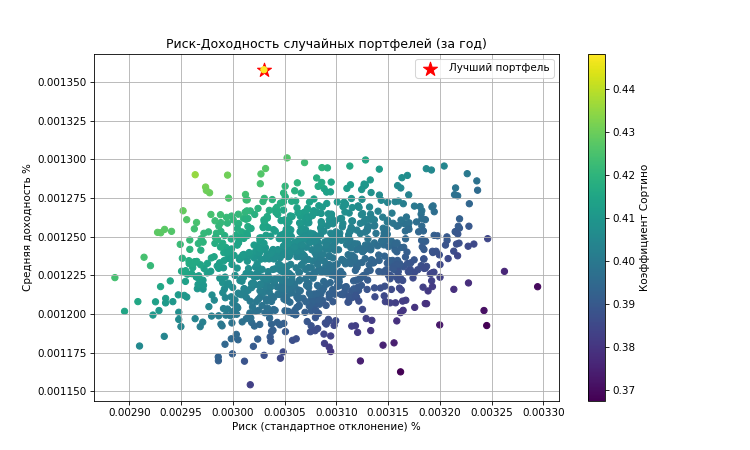 Риск-Доходность случайных портфелей (за год)
Лучший портфель
0.001350
0.001325
0.001300
0.001275
0.001250
0.001225
0.001200
0.001175
0.001150
Средняя доходность %
0.00290 0.00295 0.00300 0.00305 0.00310 0.00315 0.00320 0.00325 0.00330
Риск (стандартное отклонение) %
0.44
0.43
0.42
0.41
0.40
0.39
0.38
0.37
Коэффициент Сортино